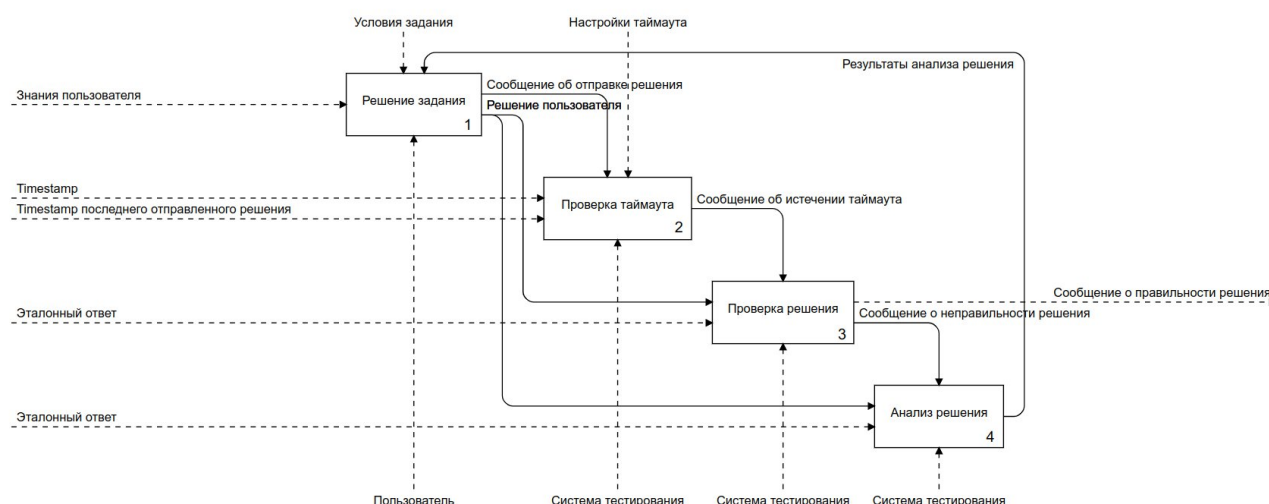 Условия задания
Настройки таймаута
Результаты анализа решения
Сообщение об отправке решения
Знания пользователя
Решение задания
Решение пользователя
1
Timestamp
Timestamp последнего отправленного решения
Проверка таймаута
Сообщение об истечении таймаута
2
Сообщение о правильности решения
Эталонный ответ
Проверка решения
Сообщение о неправильности решения
3
Эталонный ответ
Анализ решения
4
Пользователь
Система тестирования
Система тестирования
Система тестирования